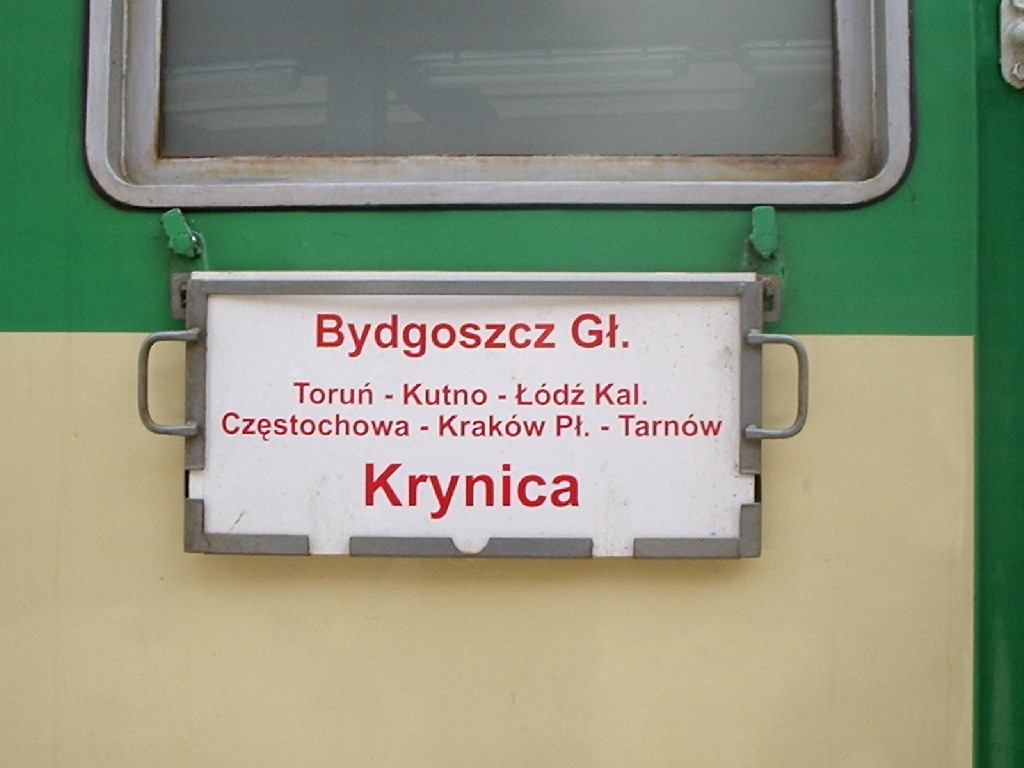 Bydgoszcz Gł.
Toruń - Kutno - Łódź Kal.
Częstochowa - Kraków Pł. - Tarnów
Krynica